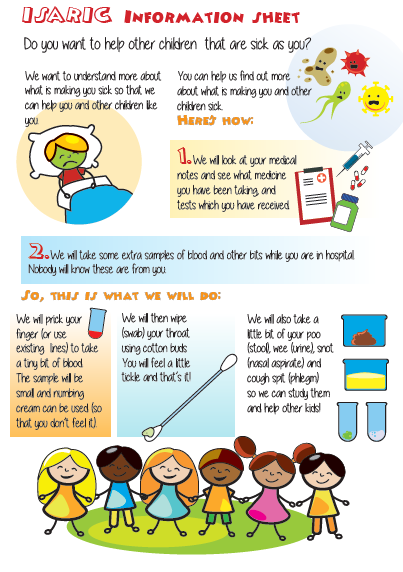 ISARIC INFORMATION SHEET
Do you want to help other children that are sick as you?
We want to understand more about
what is making you sick so that we
can help you and other children like
you.
You can help us find out more
about what is making you and other
children sick.
HERE'S HOW:
1. We will look at your medical
notes and see what medicine
you have been taking, and
tests which you have received.
2. We will take some extra samples of blood and other bits while you are in hospital.
Nobody will know these are from you.
SO, THIS IS WHAT WE WILL DO:
We will prick your
finger (or use
existing lines) to take
a tiny bit of blood.
The sample will be
small and numbing
cream can be used (so
that you don't feel it).
We will then wipe
(swab) your throat
using cotton buds.
You will feel a little
tickle and that's it!
We will also take a
little bit of your poo
(stool), wee (urine), snot
(nasal aspirate) and
cough spit (phlegm)
so we can study them
and help other kids!